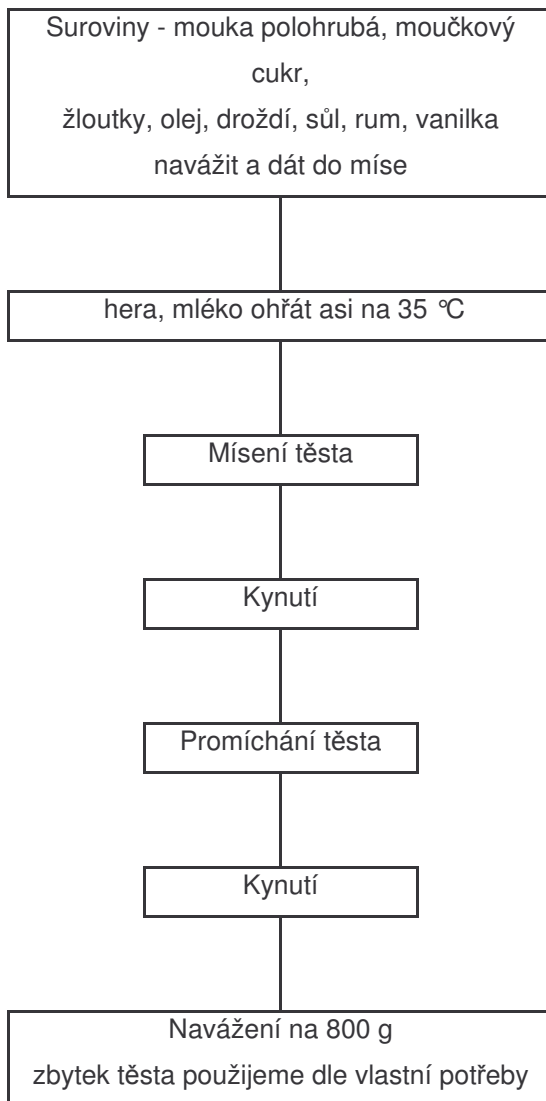 Suroviny - mouka polohrubá, moučkový
cukr,
žloutky, olej, droždí, sůl, rum, vanilka
navážit a dát do míse
hera, mléko ohřát asi na 35 °C
Mísení těsta
Kynutí
Promíchání těsta
Kynutí
Navážení na 800 g
zbytek těsta použijeme dle vlastní potřeby